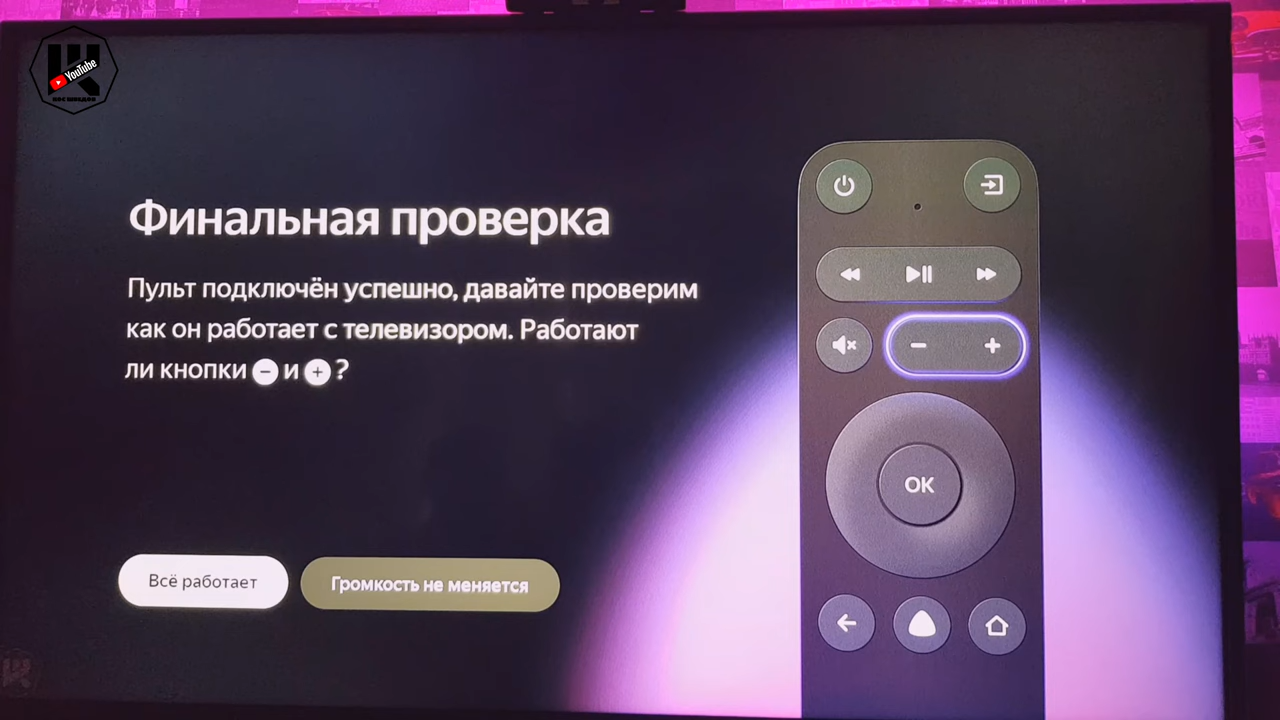 YouTube
Финальная проверка
Пульт подключён успешно, давайте проверим
как он работает с телевизором. Работают
ли кнопки − и + ?
− +
OK
Всё работает
Громкость не меняется